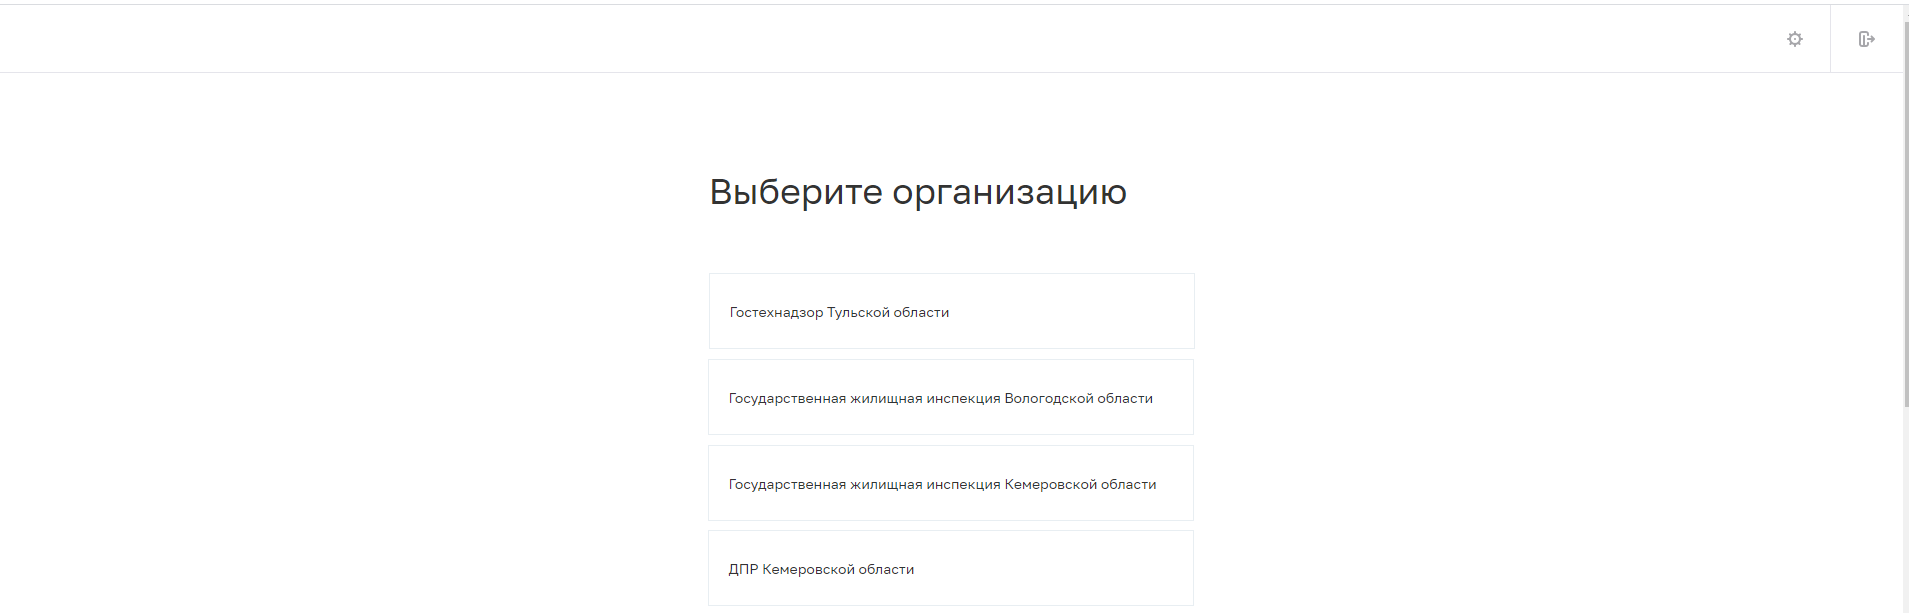 Выберите организацию
Гостехнадзор Тульской области
Государственная жилищная инспекция Вологодской области
Государственная жилищная инспекция Кемеровской области
ДПР Кемеровской области